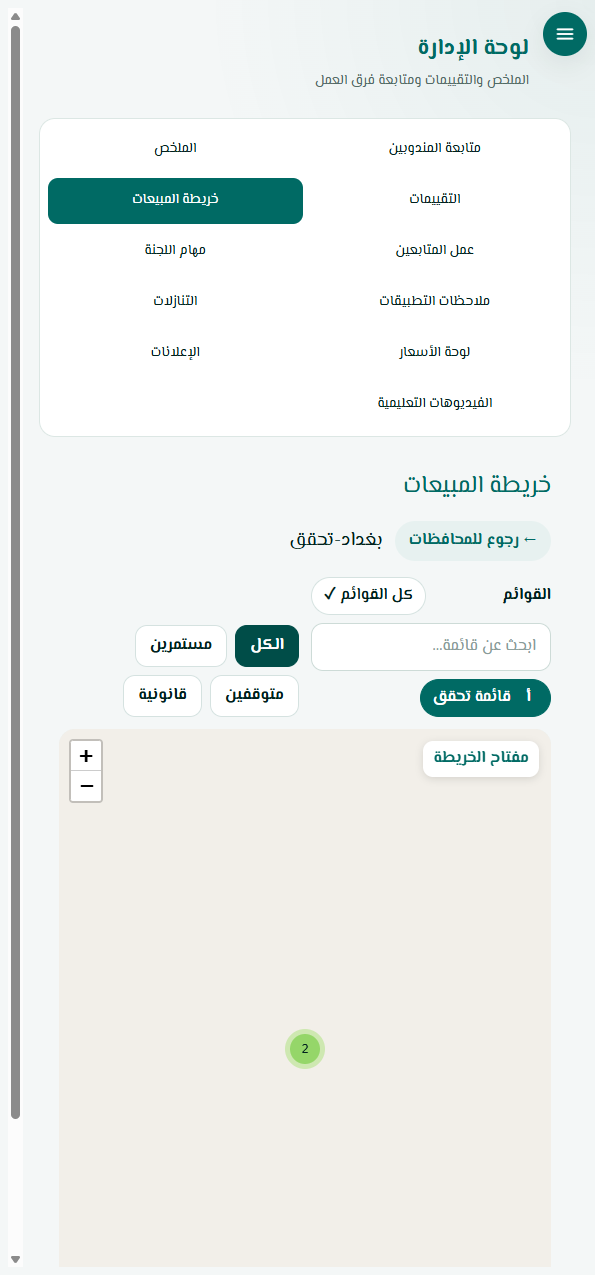 لوحة الإدارة
الملخص والتقييمات ومتابعة فرق العمل
متابعة المندوبين
الملخص
التقييمات
خريطة المبيعات
عمل المتابعين
مهام اللجنة
ملاحظات التطبيقات
التنازلات
لوحة الأسعار
الإعلانات
الفيديوهات التعليمية
خريطة المبيعات
← رجوع للمحافظات
بغداد-تحقق
القوائم
كل القوائم ✓
ابحث عن قائمة...
الكل
مستمرين
أ قائمة تحقق
متوقفين
قانونية
مفتاح الخريطة
+
−
2